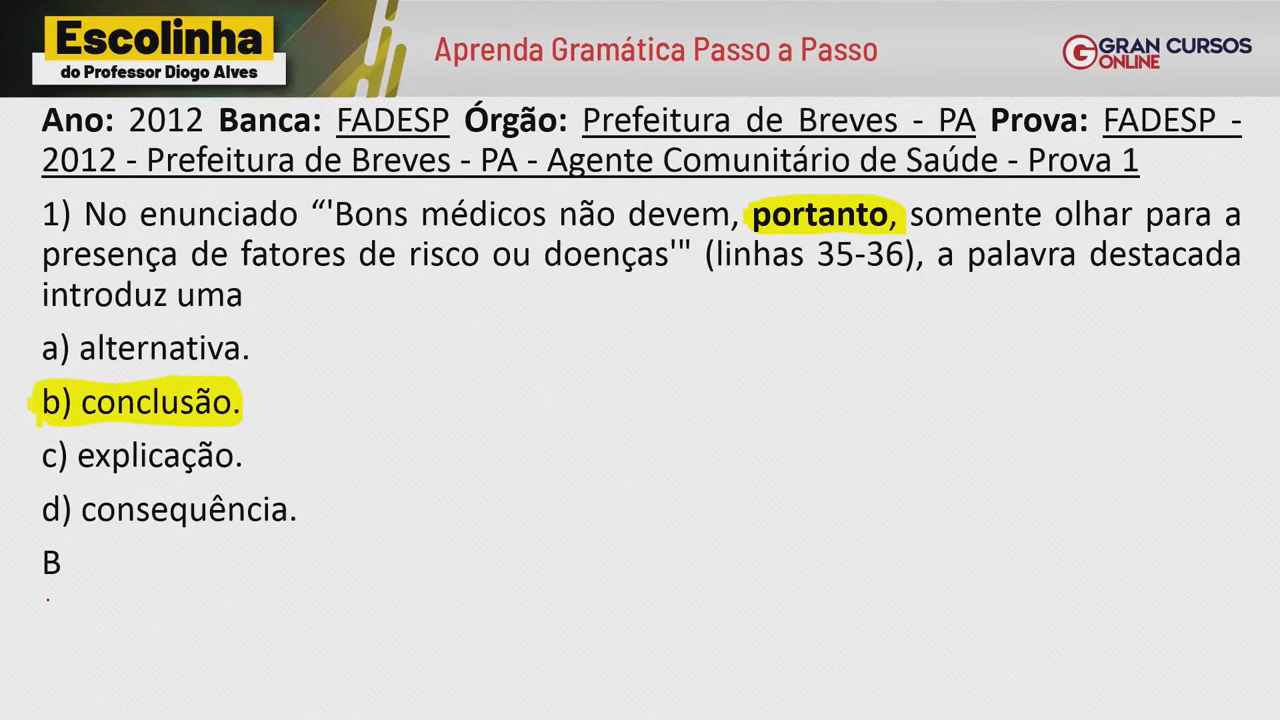 Escolinha
do Professor Diogo Alves
Aprenda Gramática Passo a Passo
GRAN CURSOS
ONLINE
Ano: 2012 Banca: FADESP Órgão: Prefeitura de Breves - PA Prova: FADESP -
2012 - Prefeitura de Breves - PA - Agente Comunitário de Saúde - Prova 1
1) No enunciado “'Bons médicos não devem, portanto, somente olhar para a
presença de fatores de risco ou doenças'" (linhas 35-36), a palavra destacada
introduz uma
a) alternativa.
b) conclusão.
c) explicação.
d) consequência.
B